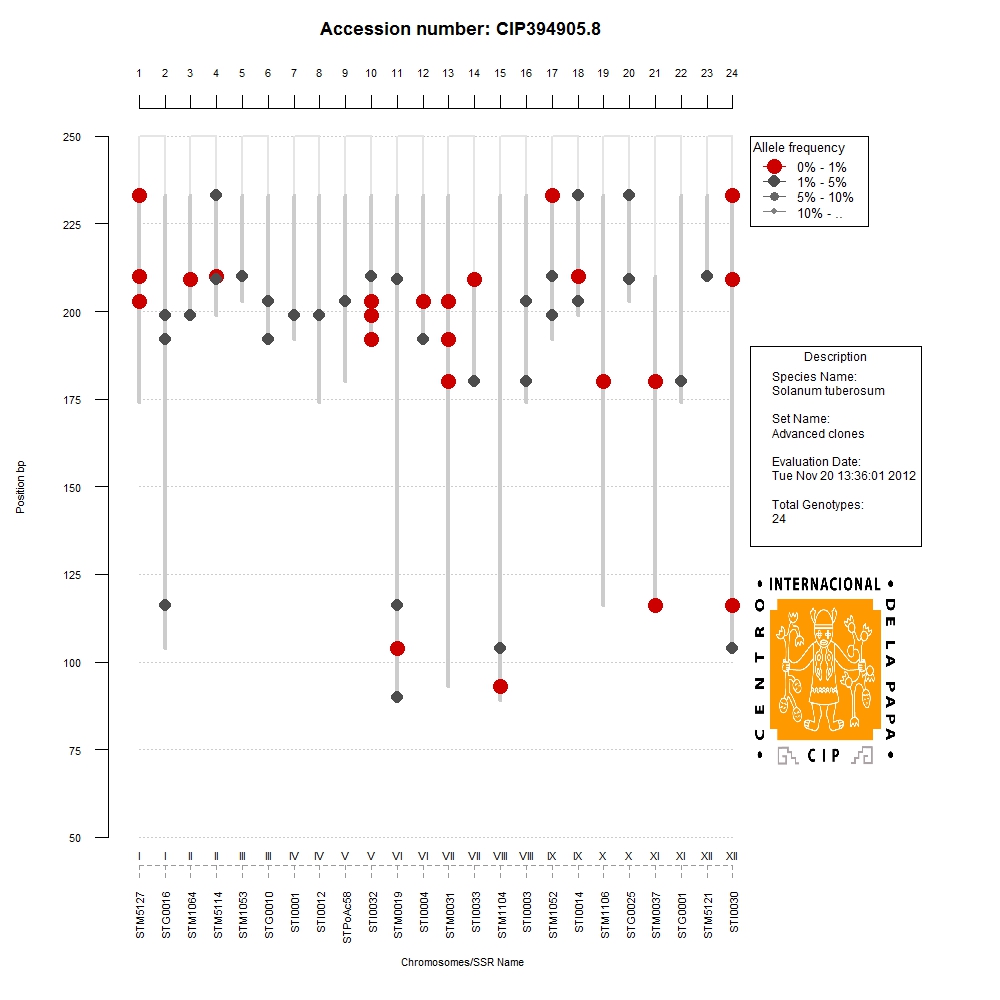 Accession number: CIP394905.8
1 2 3 4 5 6 7 8 9 10 11 12 13 14 15 16 17 18 19 20 21 22 23 24
250
225
200
175
150
125
100
75
50
Position bp
Allele frequency
0% - 1%
1% - 5%
5% - 10%
10% - ..
Description
Species Name:
Solanum tuberosum
Set Name:
Advanced clones
Evaluation Date:
Tue Nov 20 13:36:01 2012
Total Genotypes:
24
• INTERNACIONAL •
CENTRO
DE LA PAPA
• CIP •
I I II II III III IV IV V V VI VI VII VII VIII VIII IX IX X X XI XI XII XII
STM5127 STG0016 STM1064 STM5114 STM1053 STG0010 STI0001 STI0012 STPoAc58 STI0032 STM0019 STI0004 STM0031 STI0033 STM1104 STI0003 STM1052 STI0014 STM1106 STG0025 STM0037 STG0001 STM5121 STI0030
Chromosomes/SSR Name